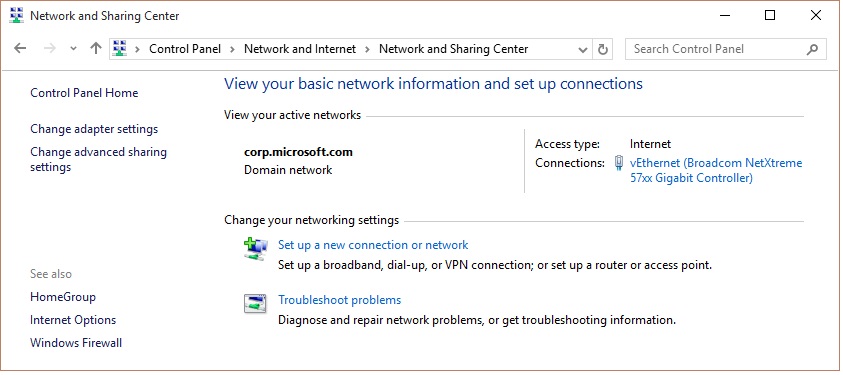 Network and Sharing Center
Control Panel Network and Internet Network and Sharing Center
Search Control Panel
Control Panel Home
Change adapter settings
Change advanced sharing
settings
See also
HomeGroup
Internet Options
Windows Firewall
View your basic network information and set up connections
View your active networks
corp.microsoft.com
Domain network
Access type: Internet
Connections: vEthernet (Broadcom NetXtreme
57xx Gigabit Controller)
Change your networking settings
Set up a new connection or network
Set up a broadband, dial-up, or VPN connection; or set up a router or access point.
Troubleshoot problems
Diagnose and repair network problems, or get troubleshooting information.